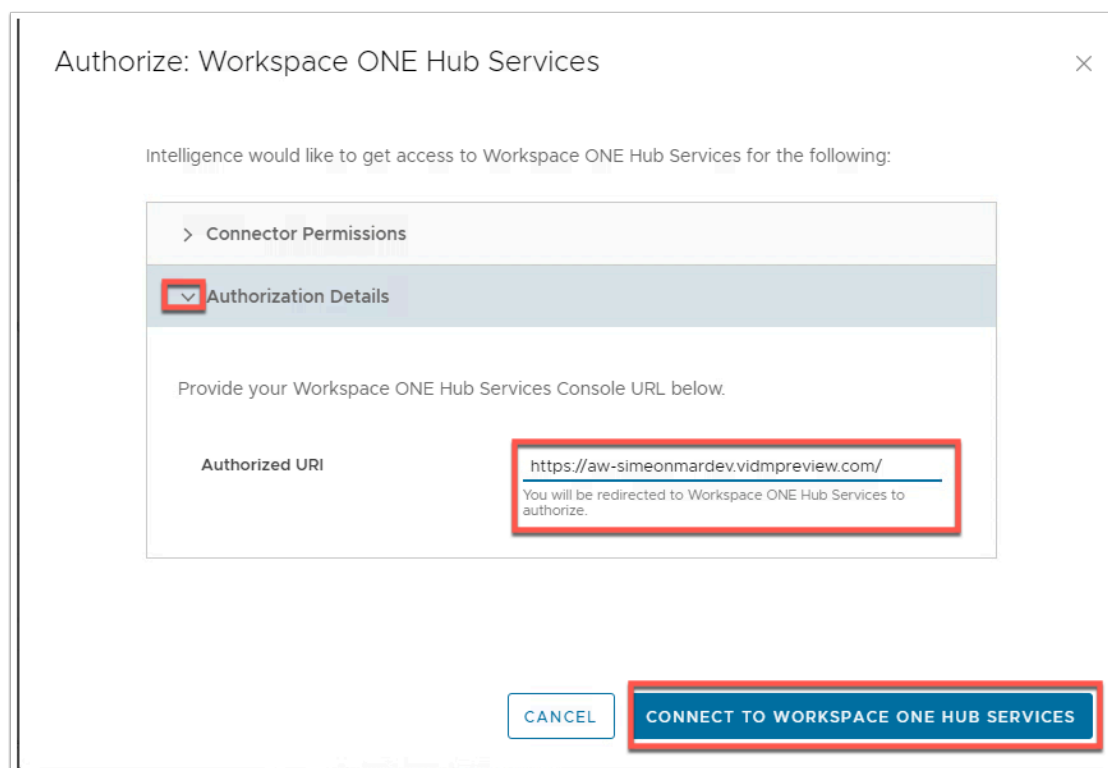 Authorize: Workspace ONE Hub Services
Intelligence would like to get access to Workspace ONE Hub Services for the following:
Connector Permissions
Authorization Details
Provide your Workspace ONE Hub Services Console URL below.
Authorized URI
https://aw-simeonmardev.vidmpreview.com/
You will be redirected to Workspace ONE Hub Services to
authorize.
CANCEL
CONNECT TO WORKSPACE ONE HUB SERVICES